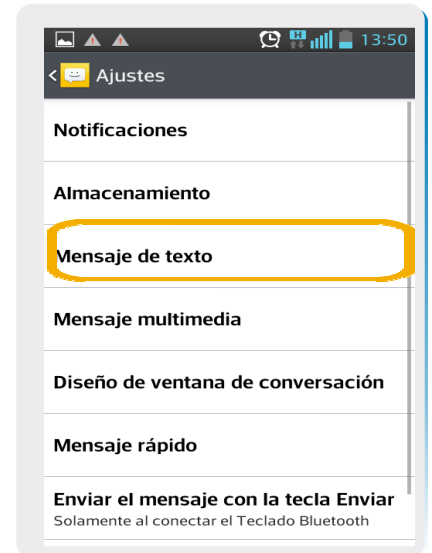 13:50
Ajustes
Notificaciones
Almacenamiento
Mensaje de texto
Mensaje multimedia
Diseño de ventana de conversación
Mensaje rápido
Enviar el mensaje con la tecla Enviar
Solamente al conectar el Teclado Bluetooth